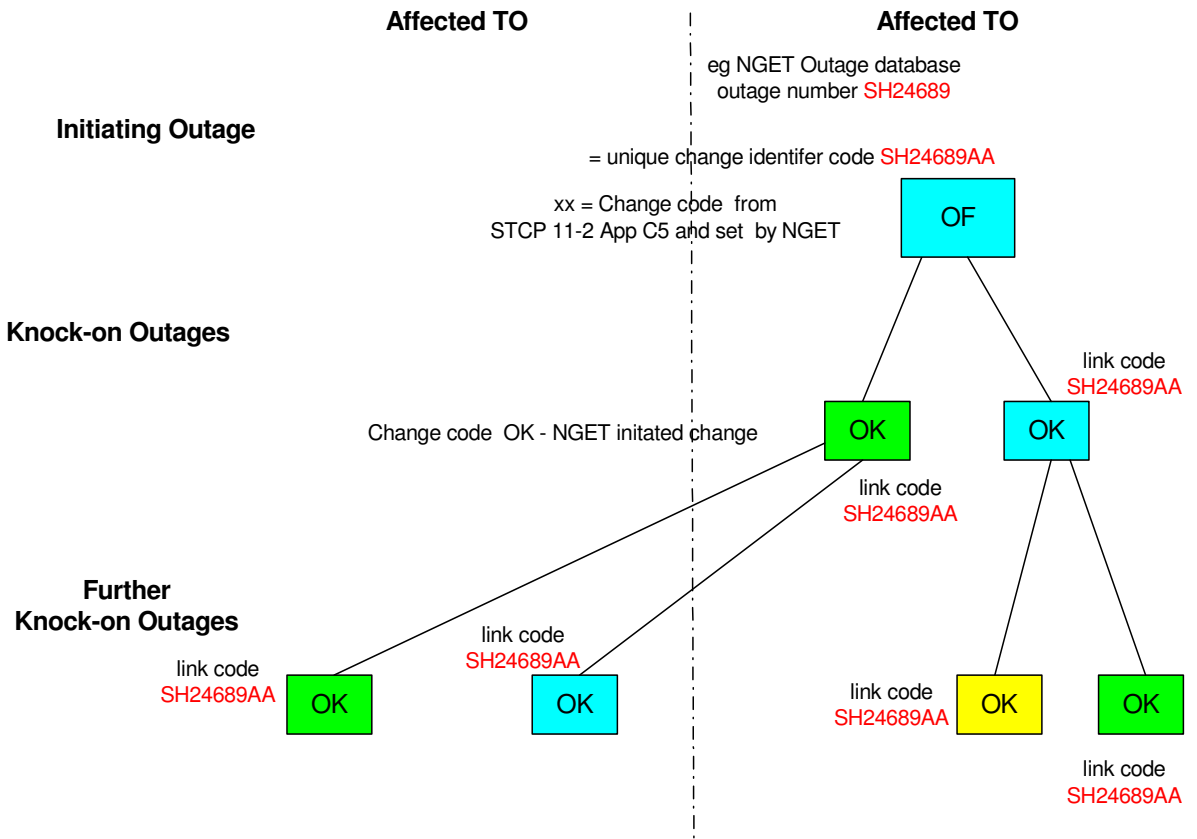 Affected TO
Affected TO
eg NGET Outage database
outage number SH24689
Initiating Outage
= unique change identifer code SH24689AA
xx = Change code from
STCP 11-2 App C5 and set by NGET
OF
Knock-on Outages
link code
SH24689AA
Change code OK - NGET initated change
OK
OK
link code
SH24689AA
Further
Knock-on Outages
link code
SH24689AA
link code
SH24689AA
OK
OK
link code
SH24689AA
OK
OK
link code
SH24689AA